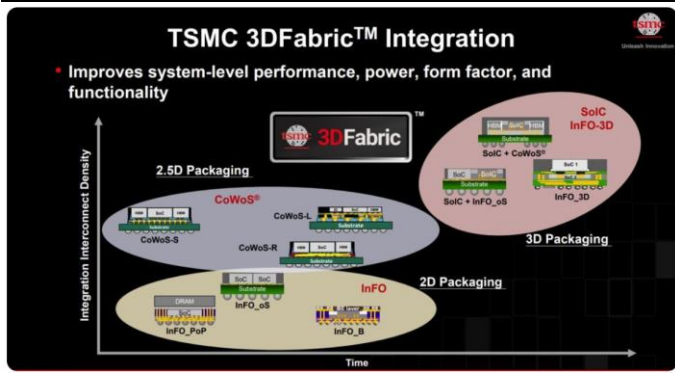 TSMC 3DFabric™ Integration
tsmc
Unleash Innovation
• Improves system-level performance, power, form factor, and
functionality
tsmc 3DFabric
TM
SoIC
InFO-3D
HBM SoIC HBM
Substrate
SoIC + CoWoS®
SoC SoIC
Substrate
SoIC + InFO_oS
SoC 1
InFO_3D
3D Packaging
2.5D Packaging
CoWoS®
HBM SoC HBM
Substrate
CoWoS-S
CoWoS-L
Substrate
CoWoS-R
HBM SoC HBM
Substrate
2D Packaging
InFO
SoC SoC
Substrate
InFO_oS
DRAM
SoC
InFO_PoP
InFO_B
Integration Interconnect Density
Time